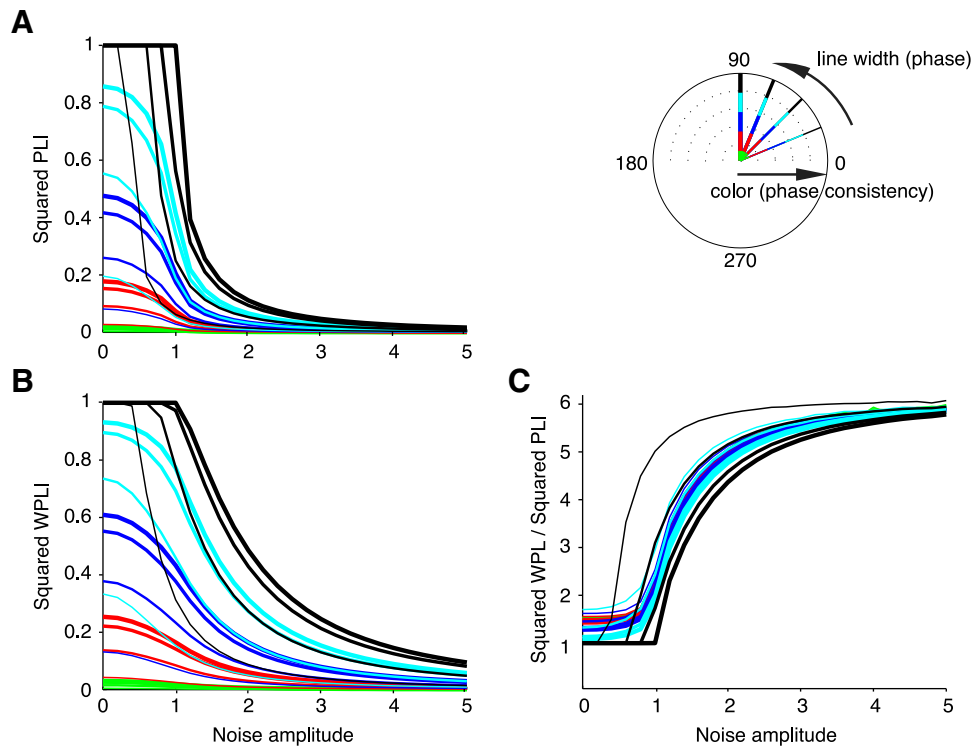 A
Squared PLI
1
0.8
0.6
0.4
0.2
0
0 1 2 3 4 5
line width (phase)
90
180
0
color (phase consistency)
270
B
Squared WPLI
1
0.8
0.6
0.4
0.2
0
0 1 2 3 4 5
Noise amplitude
C
Squared WPL / Squared PLI
6
5
4
3
2
1
0 1 2 3 4 5
Noise amplitude